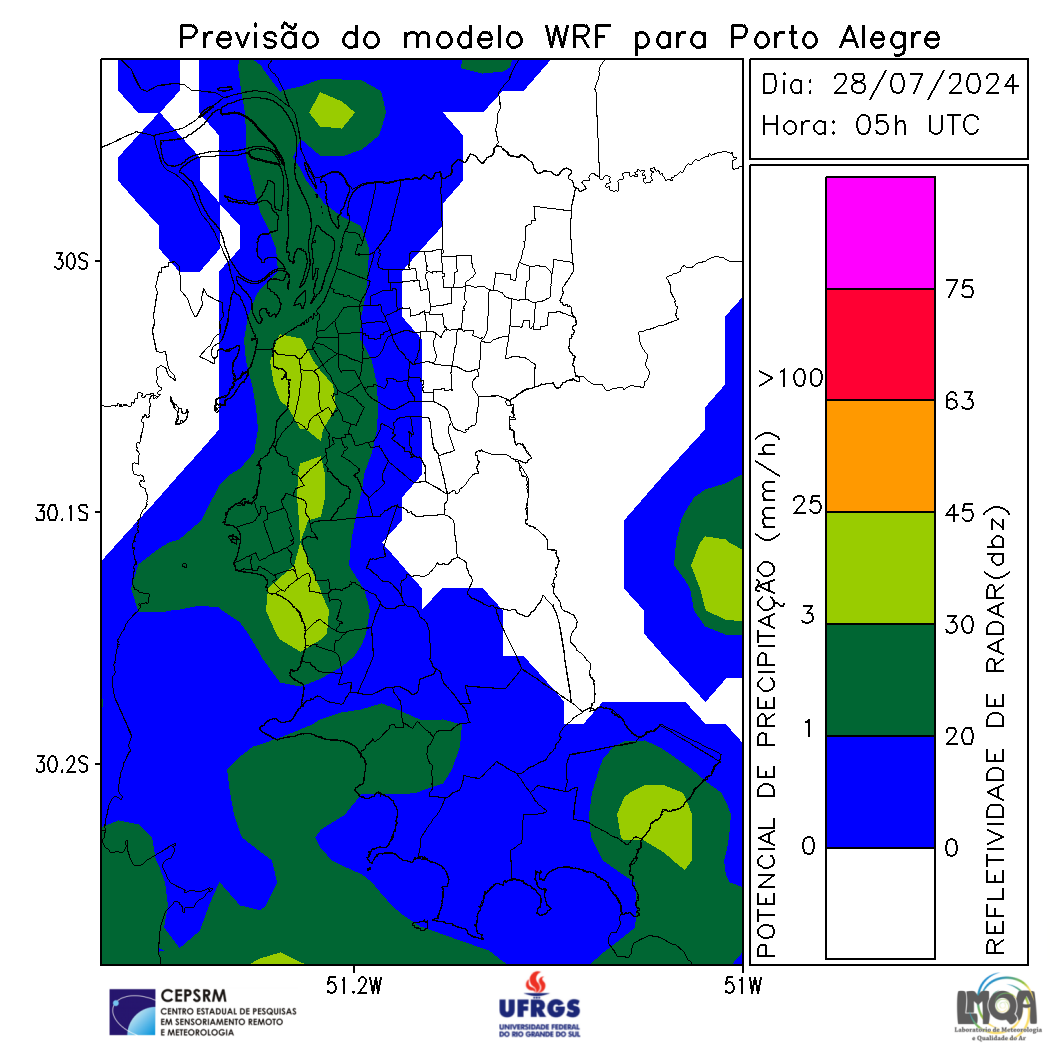 Previsão do modelo WRF para Porto Alegre
Dia: 28/07/2024
Hora: 05h UTC
30S
30.1S
30.2S
51.2W
51W
POTENCIAL DE PRECIPITAÇÃO (mm/h)
>100
25
3
1
0
75
63
45
30
20
0
REFLETIVIDADE DE RADAR(dbz)
CEPSRM
CENTRO ESTADUAL DE PESQUISAS
EM SENSORIAMENTO REMOTO
E METEOROLOGIA
UFRGS
UNIVERSIDADE FEDERAL
DO RIO GRANDE DO SUL
LMQA
Laboratório de Meteorologia
e Qualidade do Ar